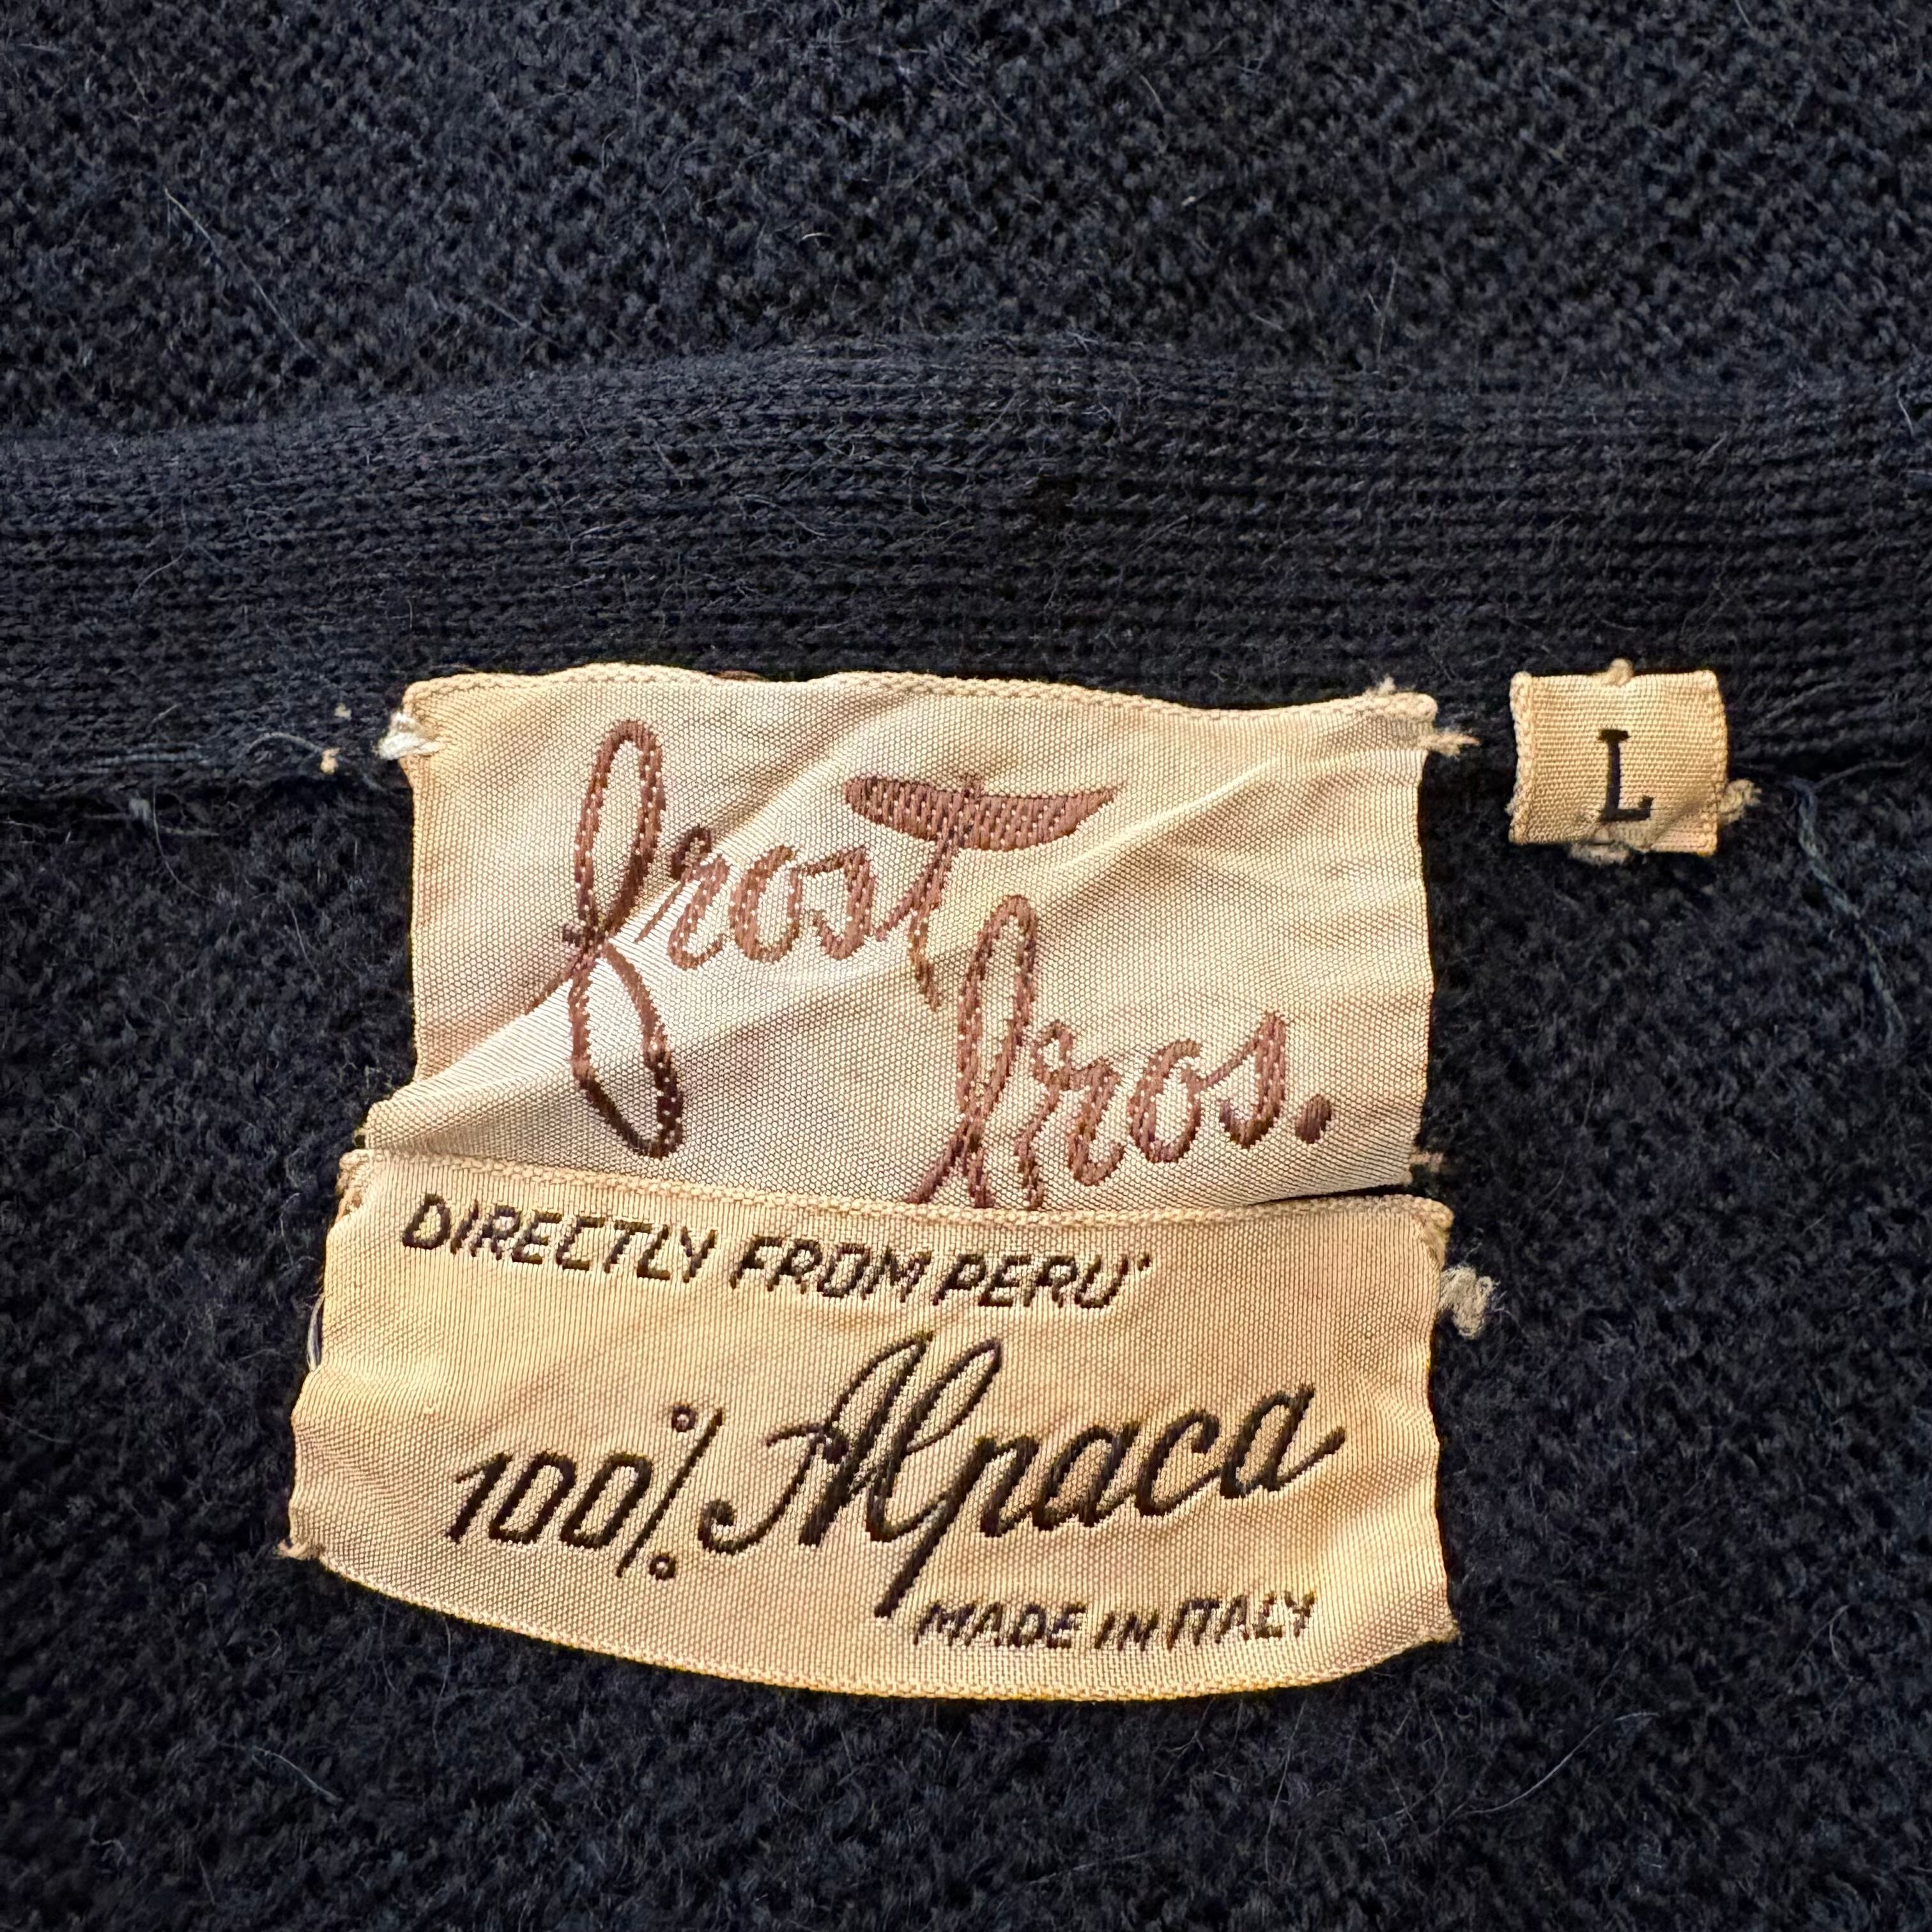 frost
bros.
L
DIRECTLY FROM PERU'
100% Alpaca
MADE IN ITALY